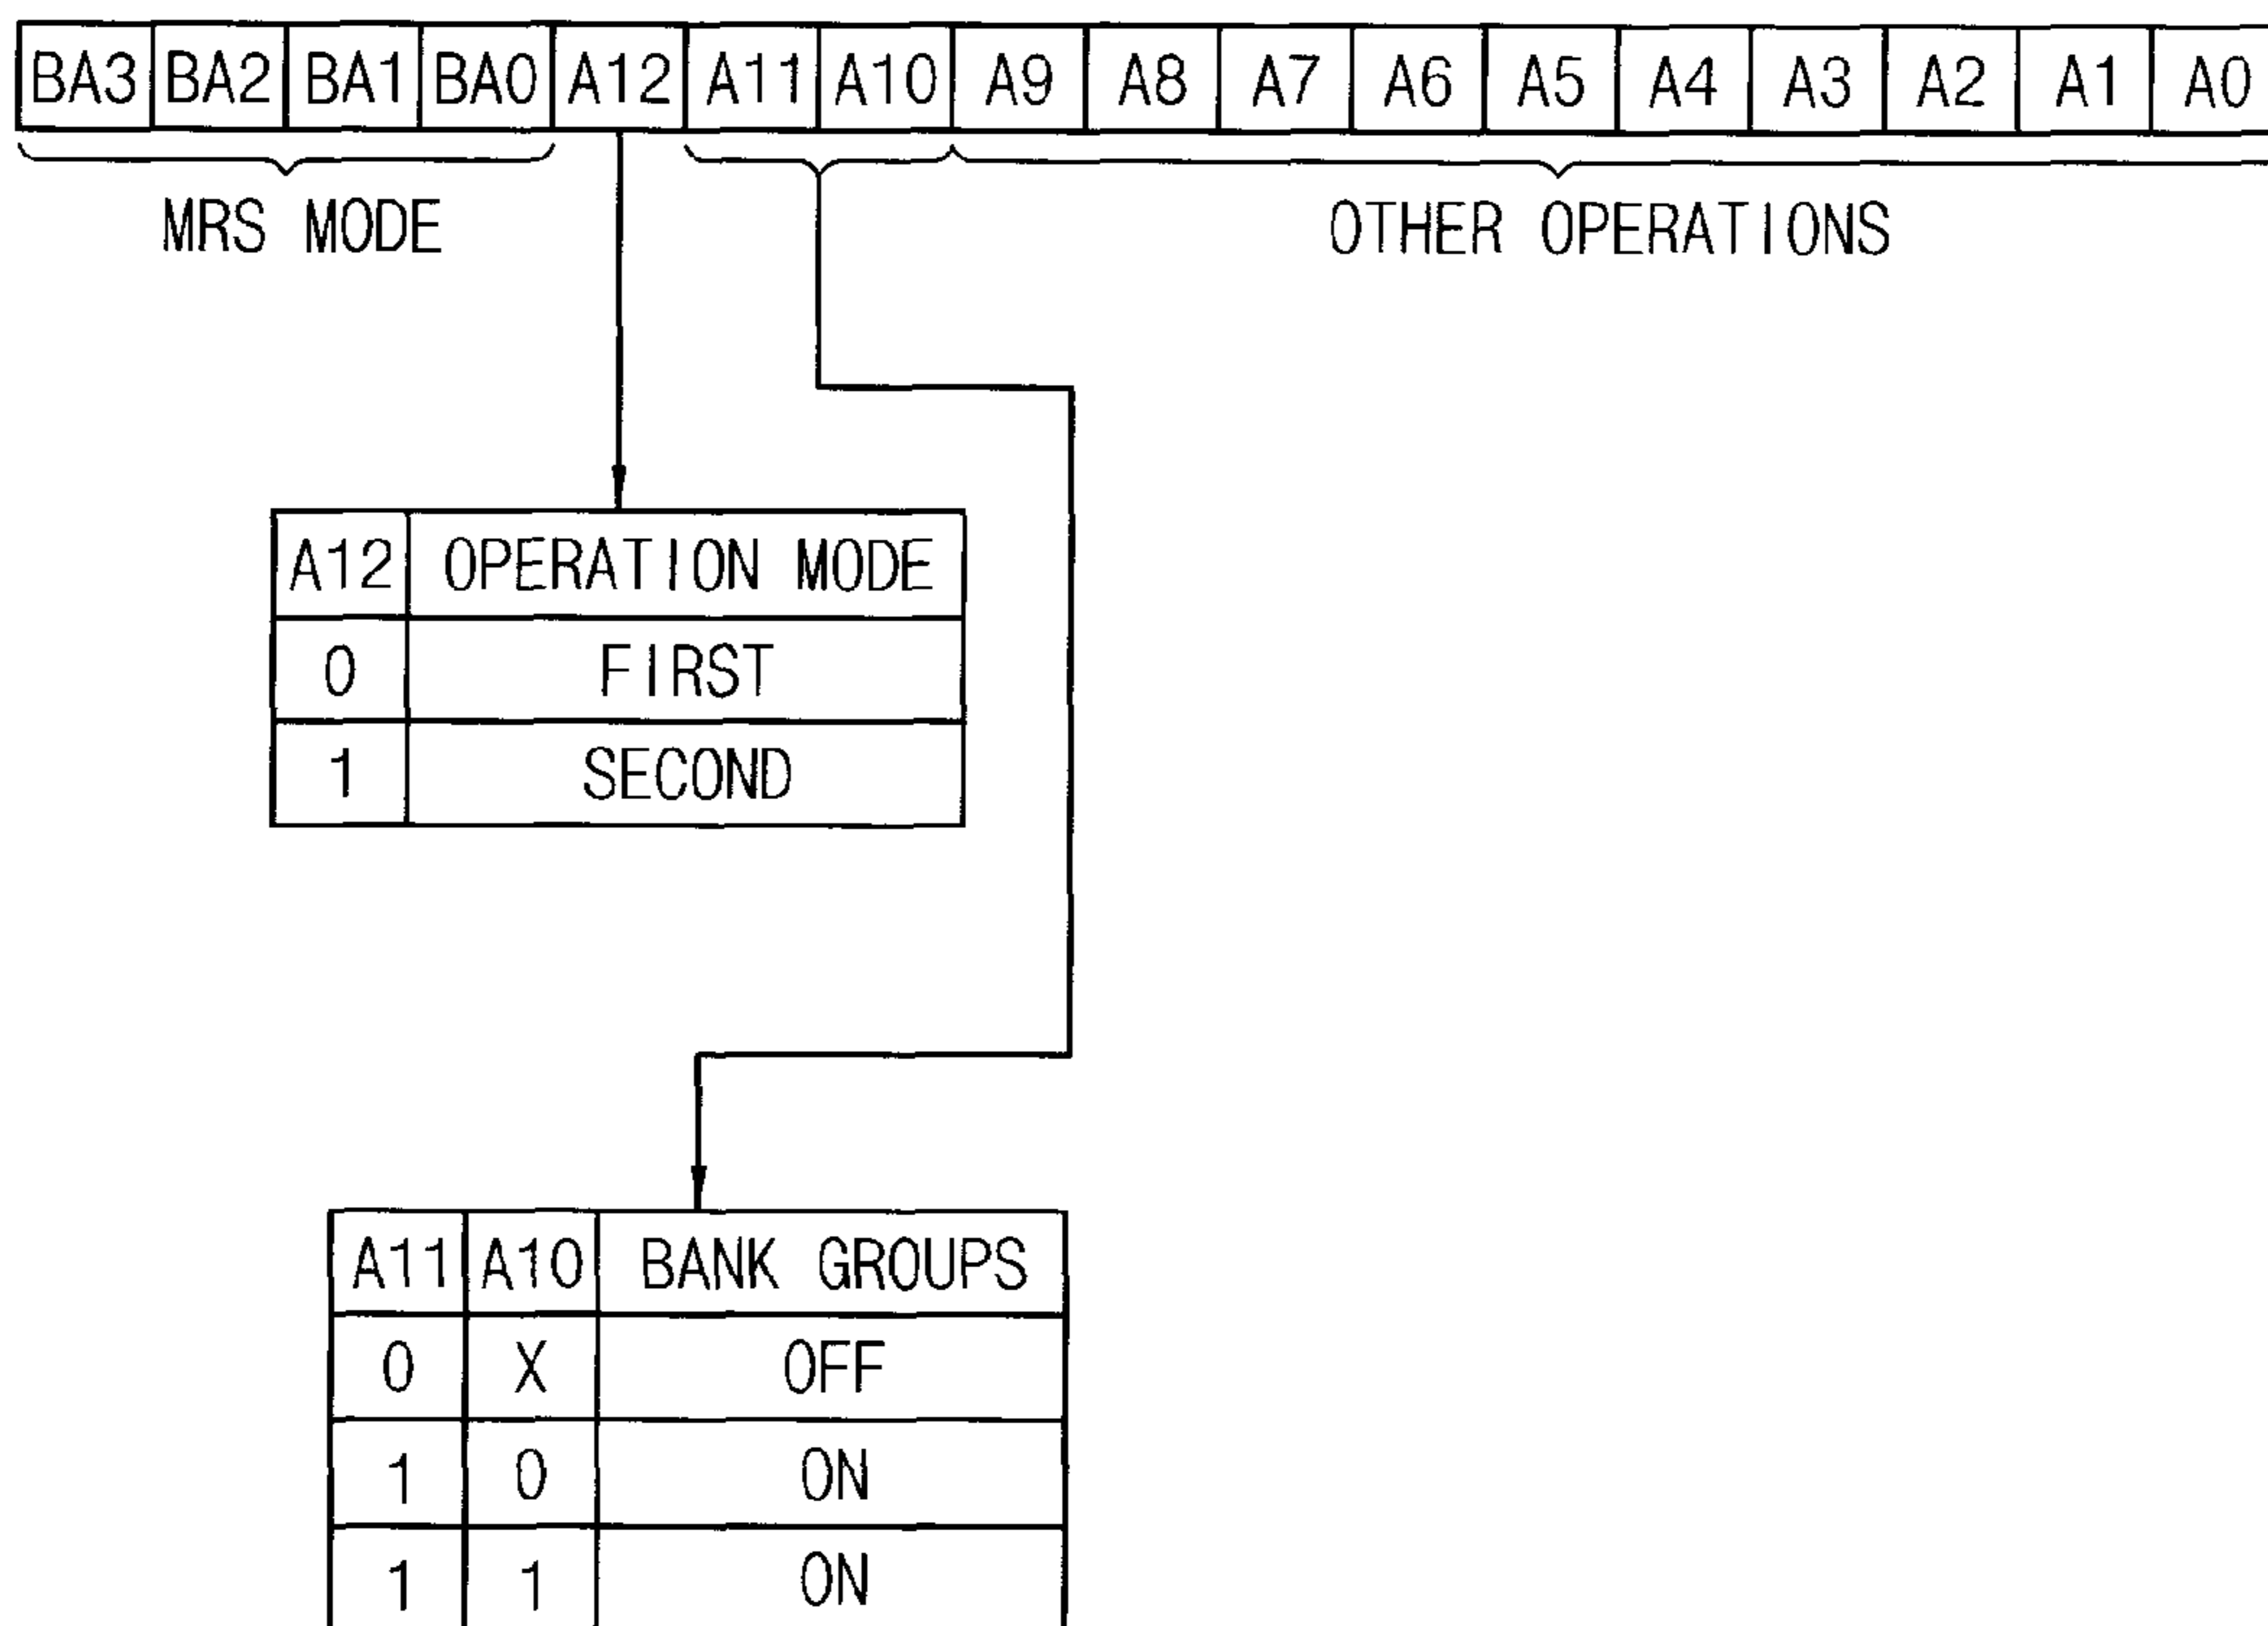 BA3 BA2 BA1 BA0 A12 A11 A10 A9 A8 A7 A6 A5 A4 A3 A2 A1 A0
MRS MODE OTHER OPERATIONS
A12 OPERATION MODE
0 FIRST
1 SECOND
A11 A10 BANK GROUPS
0 X OFF
1 0 ON
1 1 ON